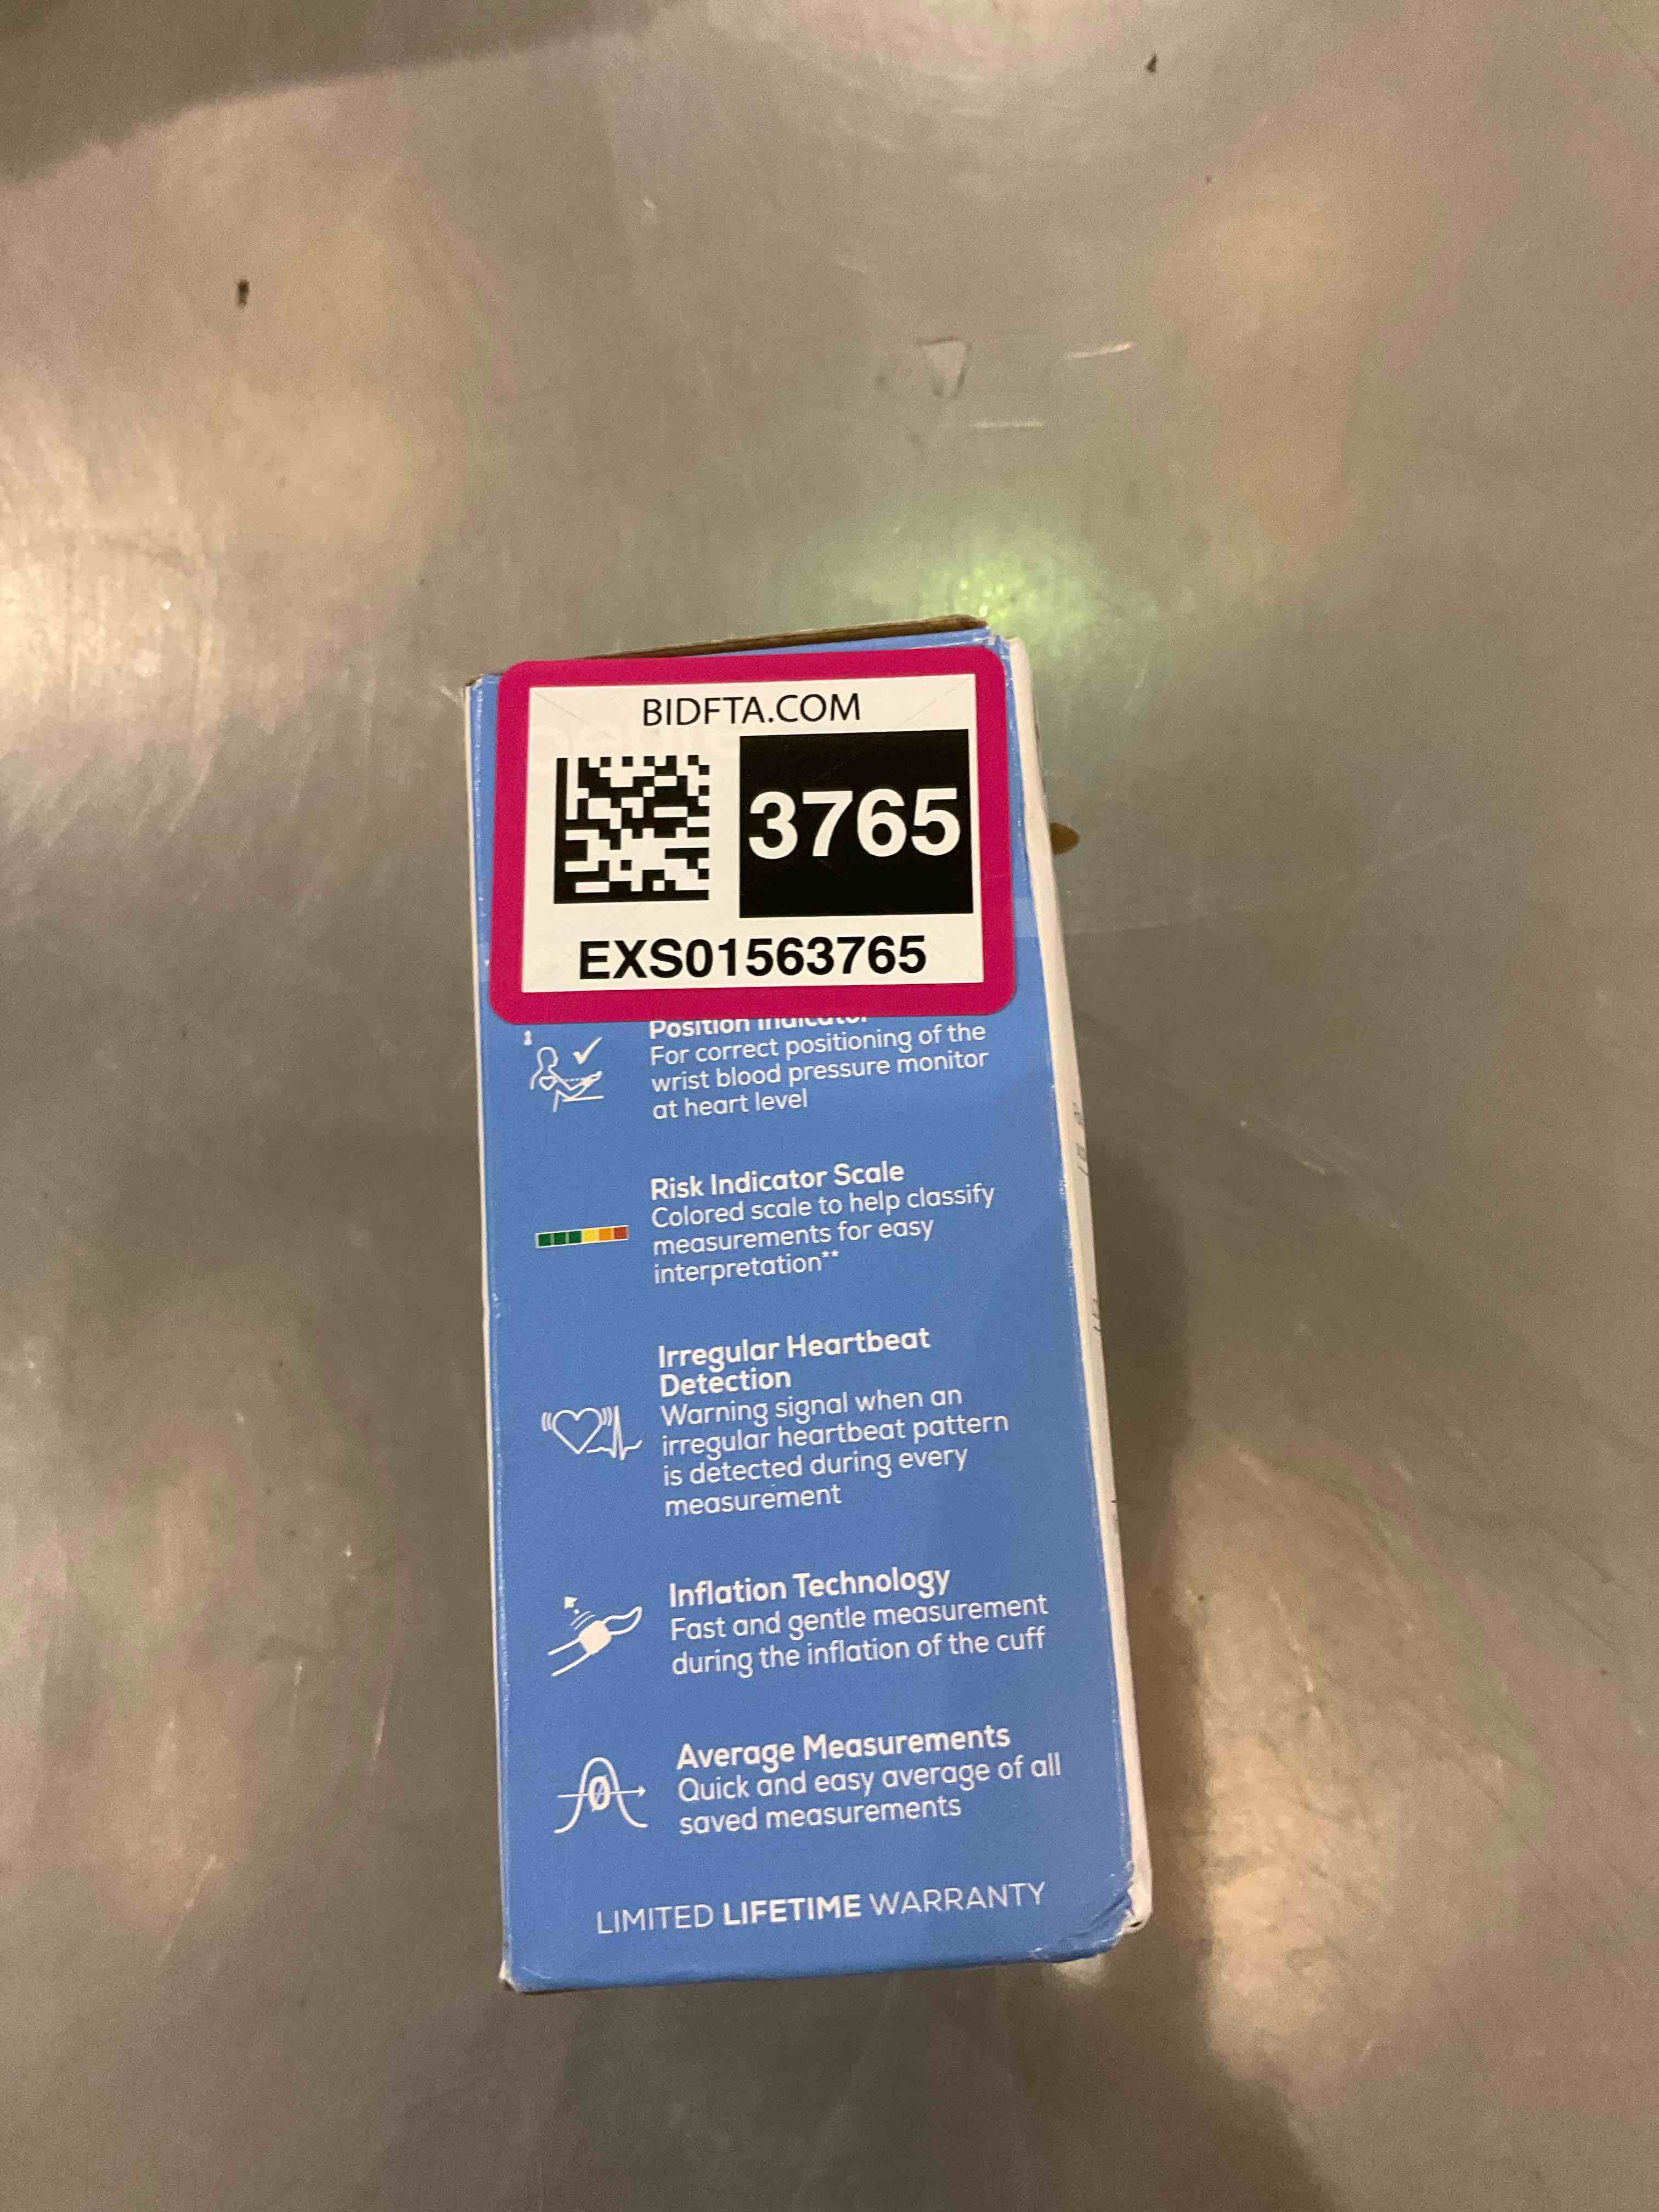 BIDFTA.COM
3765
EXS01563765
Position Indicator
For correct positioning of the
wrist blood pressure monitor
at heart level
Risk Indicator Scale
Colored scale to help classify
measurements for easy
interpretation**
Irregular Heartbeat
Detection
Warning signal when an
irregular heartbeat pattern
is detected during every
measurement
Inflation Technology
Fast and gentle measurement
during the inflation of the cuff
Average Measurements
Quick and easy average of all
saved measurements
LIMITED LIFETIME WARRANTY